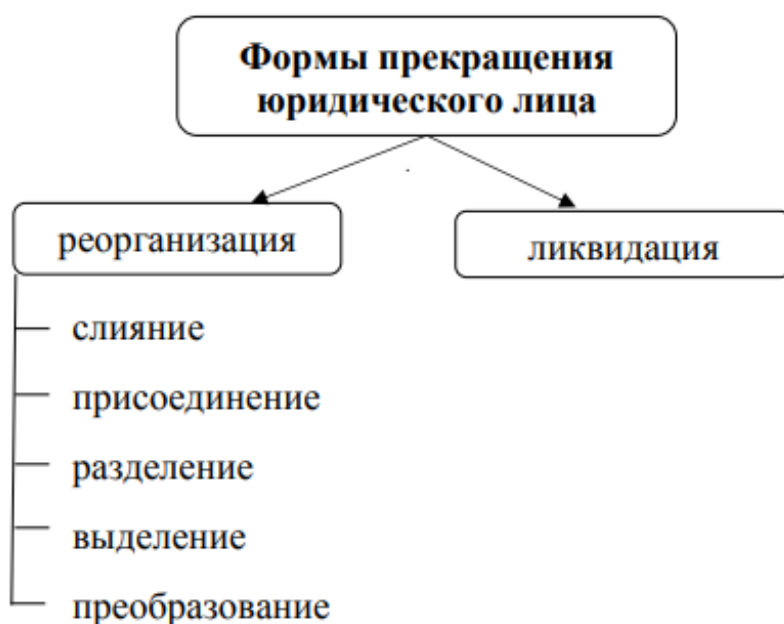 Формы прекращения
юридического лица
реорганизация
ликвидация
слияние
присоединение
разделение
выделение
преобразование